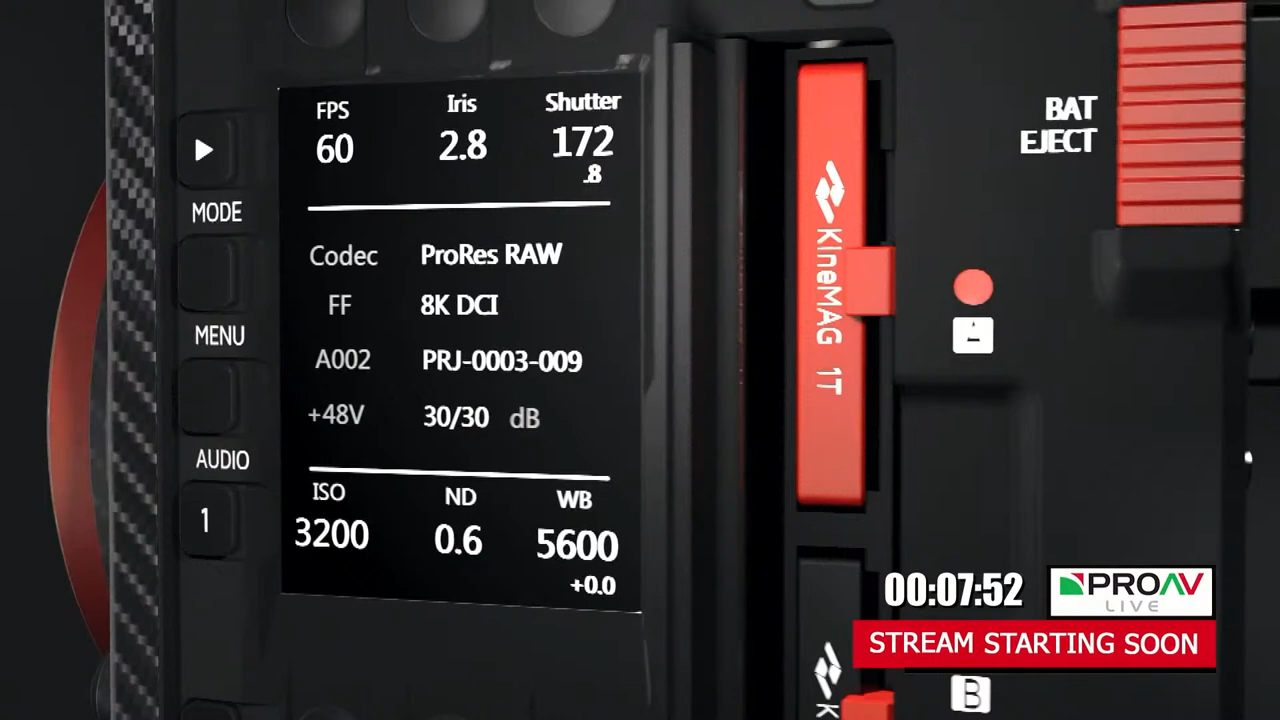 FPS Iris Shutter
60 2.8 172
.8
Codec ProRes RAW
FF 8K DCI
A002 PRJ-0003-009
+48V 30/30 dB
ISO ND WB
3200 0.6 5600
+0.0
MODE
MENU
AUDIO
1
KineMAG 1T
BAT
EJECT
K
B
00:07:52
PROAV
LIVE
STREAM STARTING SOON